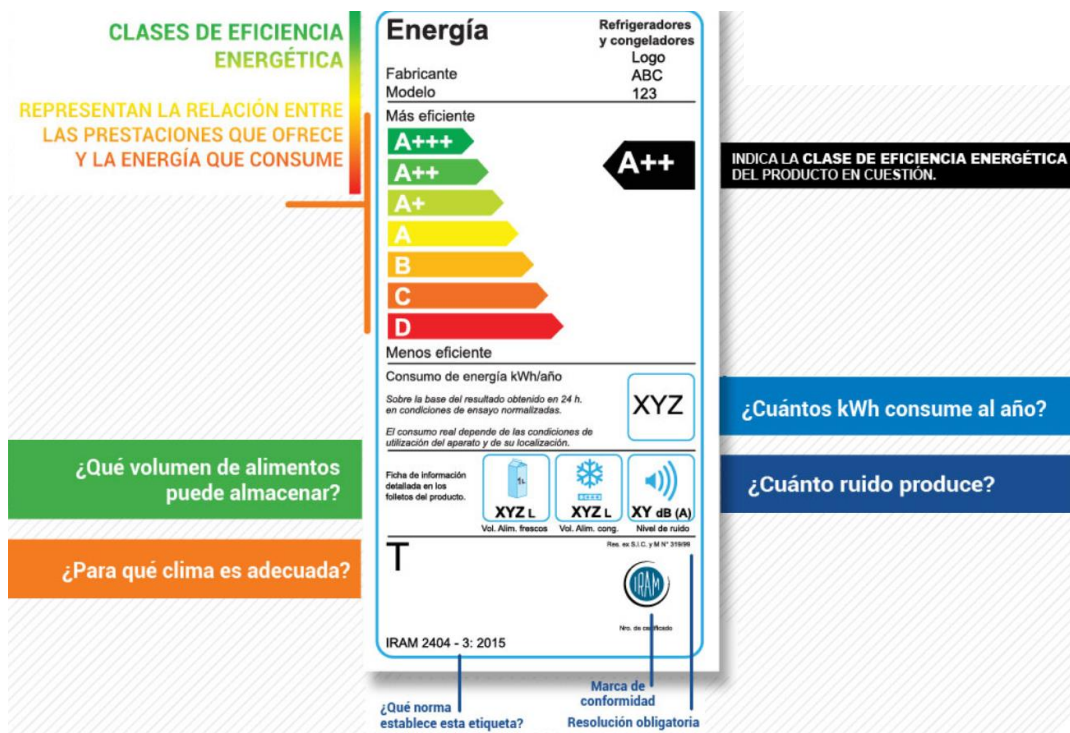 CLASES DE EFICIENCIA
ENERGÉTICA
REPRESENTAN LA RELACIÓN ENTRE
LAS PRESTACIONES QUE OFRECE
Y LA ENERGÍA QUE CONSUME
Energía
Refrigeradores
y congeladores
Logo
Fabricante
ABC
Modelo
123
Más eficiente
A+++
A++
A+
A
B
C
D
A++
Menos eficiente
INDICA LA CLASE DE EFICIENCIA ENERGÉTICA
DEL PRODUCTO EN CUESTIÓN.
Consumo de energía kWh/año
Sobre la base del resultado obtenido en 24 h.
en condiciones de ensayo normalizadas.
El consumo real depende de las condiciones de
utilización del aparato y de su localización.
XYZ
¿Cuántos kWh consume al año?
¿Qué volumen de alimentos
puede almacenar?
Ficha de información
detallada en los
folletos del producto.
1L
XYZ L
Vol. Alim. frescos
XYZ L
Vol. Alim. cong.
XY dB (A)
Nivel de ruido
¿Cuánto ruido produce?
¿Para qué clima es adecuada?
T
Res. ex S.I.C. y M N° 319/99
IRAM
Nro. de certificado
IRAM 2404 - 3: 2015
¿Qué norma
establece esta etiqueta?
Marca de
conformidad
Resolución obligatoria